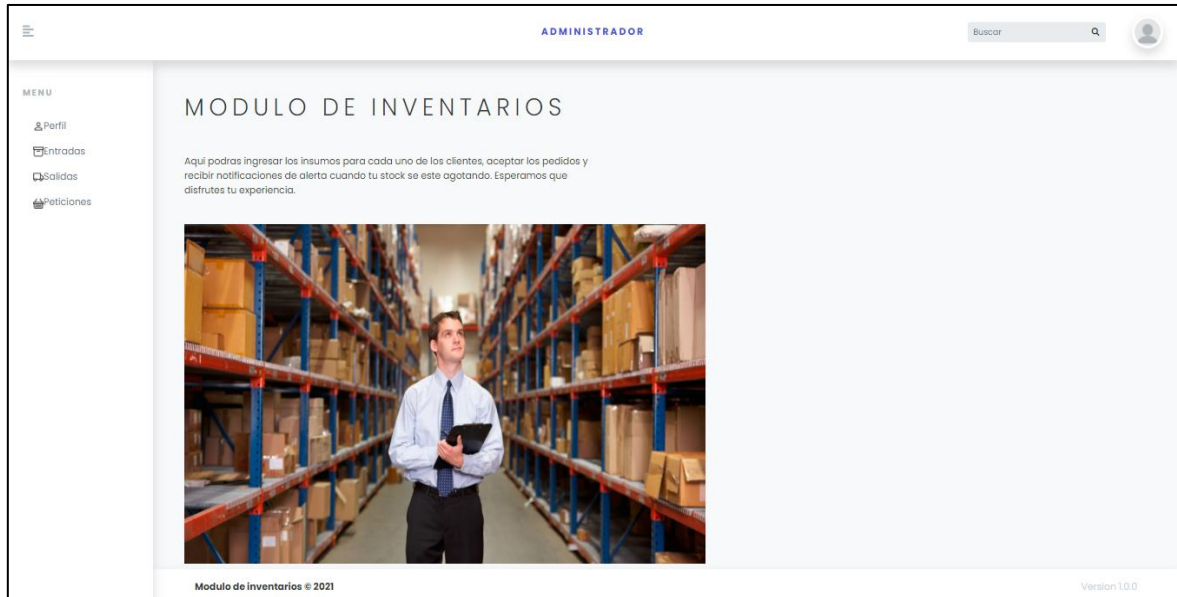 ADMINISTRADOR
Buscar
MENU
Perfil
Entradas
Salidas
Peticiones
MODULO DE INVENTARIOS
Aqui podras ingresar los insumos para cada uno de los clientes, aceptar los pedidos y
recibir notificaciones de alerta cuando tu stock se este agotando. Esperamos que
disfrutes tu experiencia.
Modulo de inventarios © 2021
Version 1.0.0